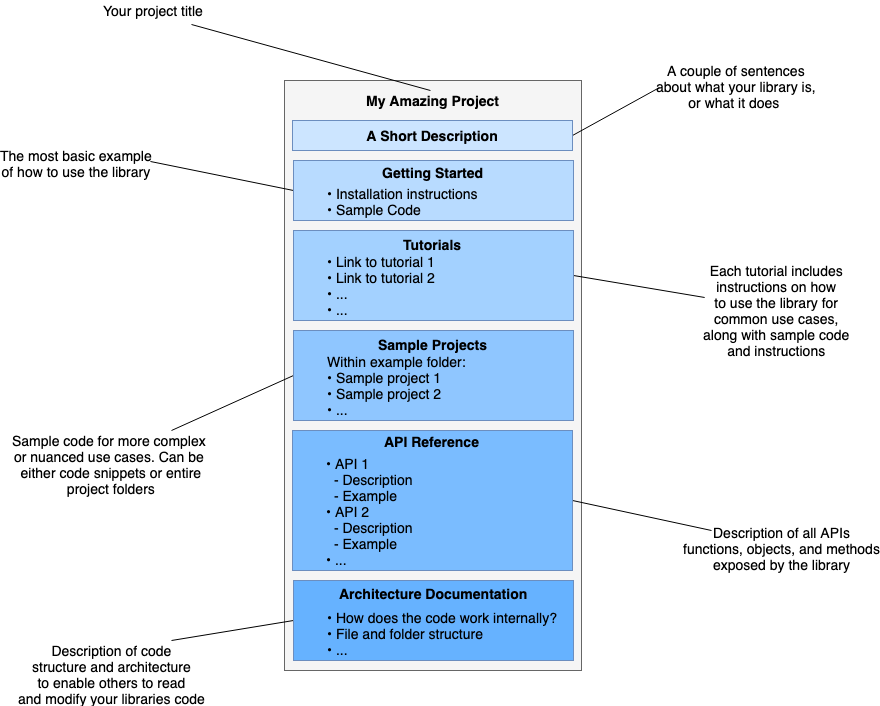 Your project title
A couple of sentences
about what your library is,
or what it does
My Amazing Project
A Short Description
The most basic example
of how to use the library
Getting Started
• Installation instructions
• Sample Code
Tutorials
• Link to tutorial 1
• Link to tutorial 2
• ...
• ...
Each tutorial includes
instructions on how
to use the library for
common use cases,
along with sample code
and instructions
Sample Projects
Within example folder:
• Sample project 1
• Sample project 2
• ...
Sample code for more complex
or nuanced use cases. Can be
either code snippets or entire
project folders
API Reference
• API 1
- Description
- Example
• API 2
- Description
- Example
• ...
Description of all APIs
functions, objects, and methods
exposed by the library
Architecture Documentation
• How does the code work internally?
• File and folder structure
• ...
Description of code
structure and architecture
to enable others to read
and modify your libraries code